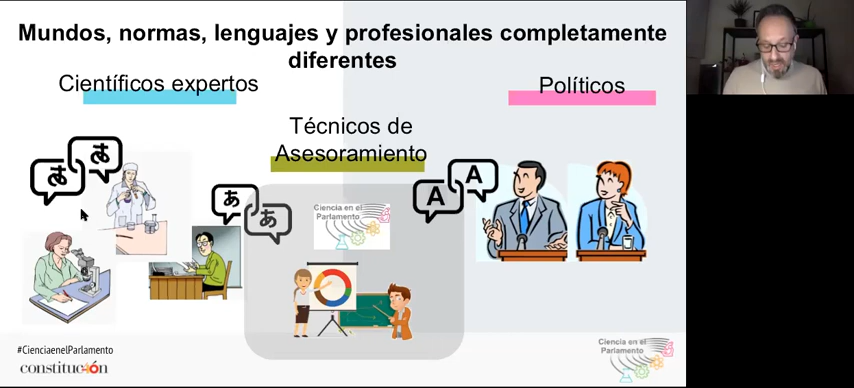 Mundos, normas, lenguajes y profesionales completamente
diferentes
Científicos expertos
Políticos
Técnicos de
Asesoramiento
あ
あ
あ
あ
A
A
Ciencia en el
Parlamento
#CienciaenelParlamento
constitución
Ciencia en el
Parlamento